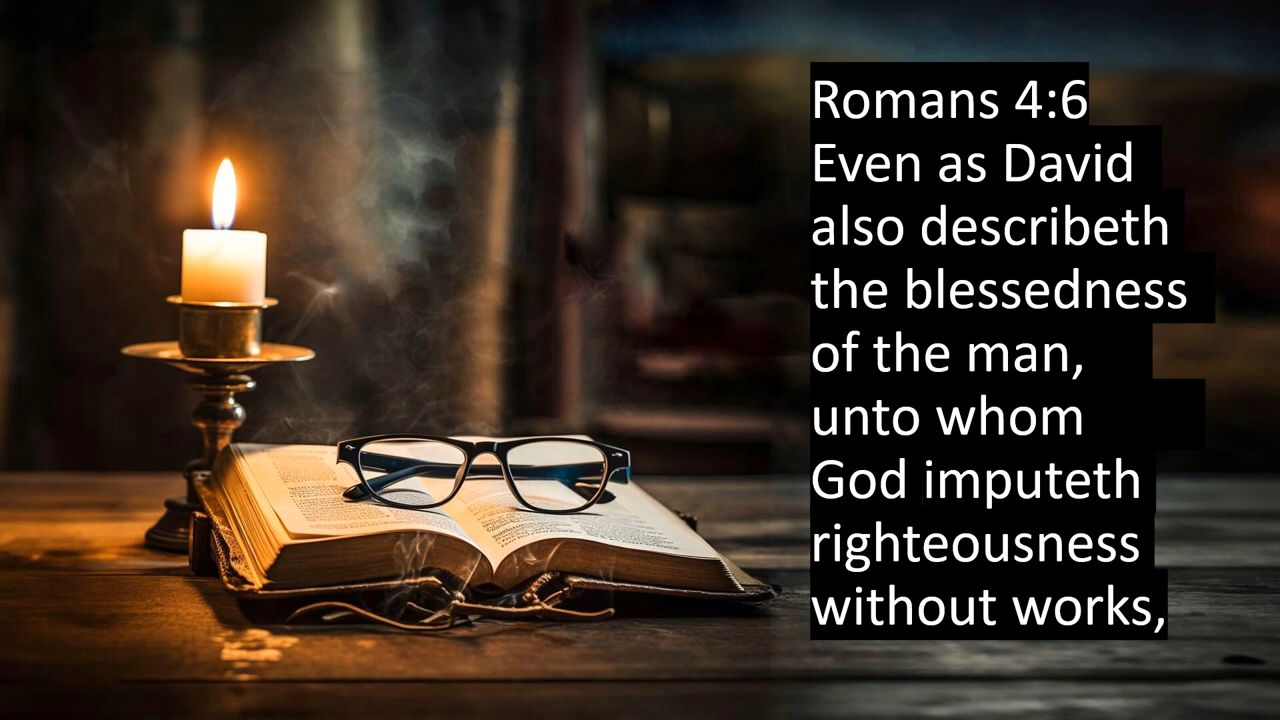 Romans 4:6
Even as David
also describeth
the blessedness
of the man,
unto whom
God imputeth
righteousness
without works,